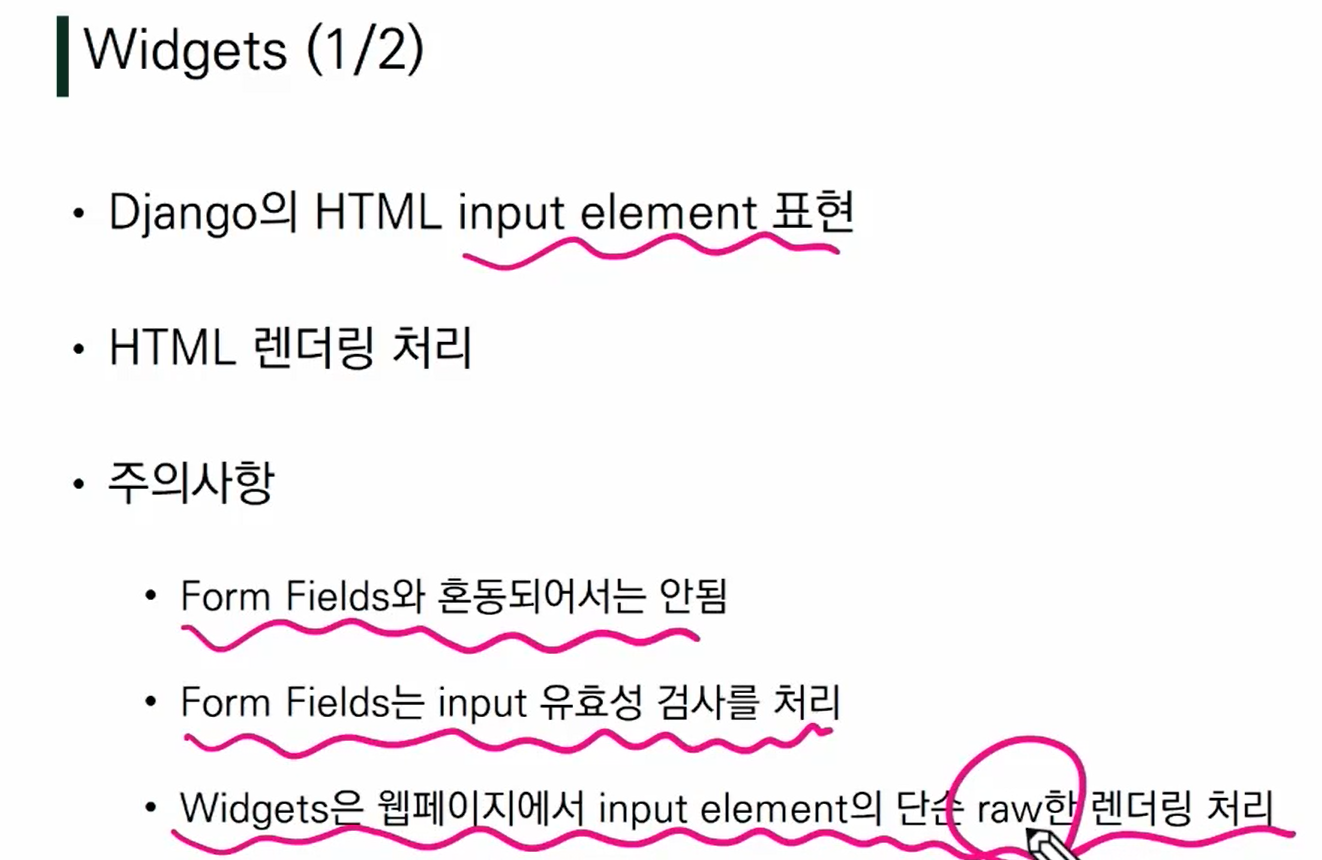 Widgets (1/2)
• Django의 HTML input element 표현
• HTML 렌더링 처리
• 주의사항
• Form Fields와 혼동되어서는 안됨
• Form Fields는 input 유효성 검사를 처리
• Widgets은 웹페이지에서 input element의 단순 raw한 렌더링 처리